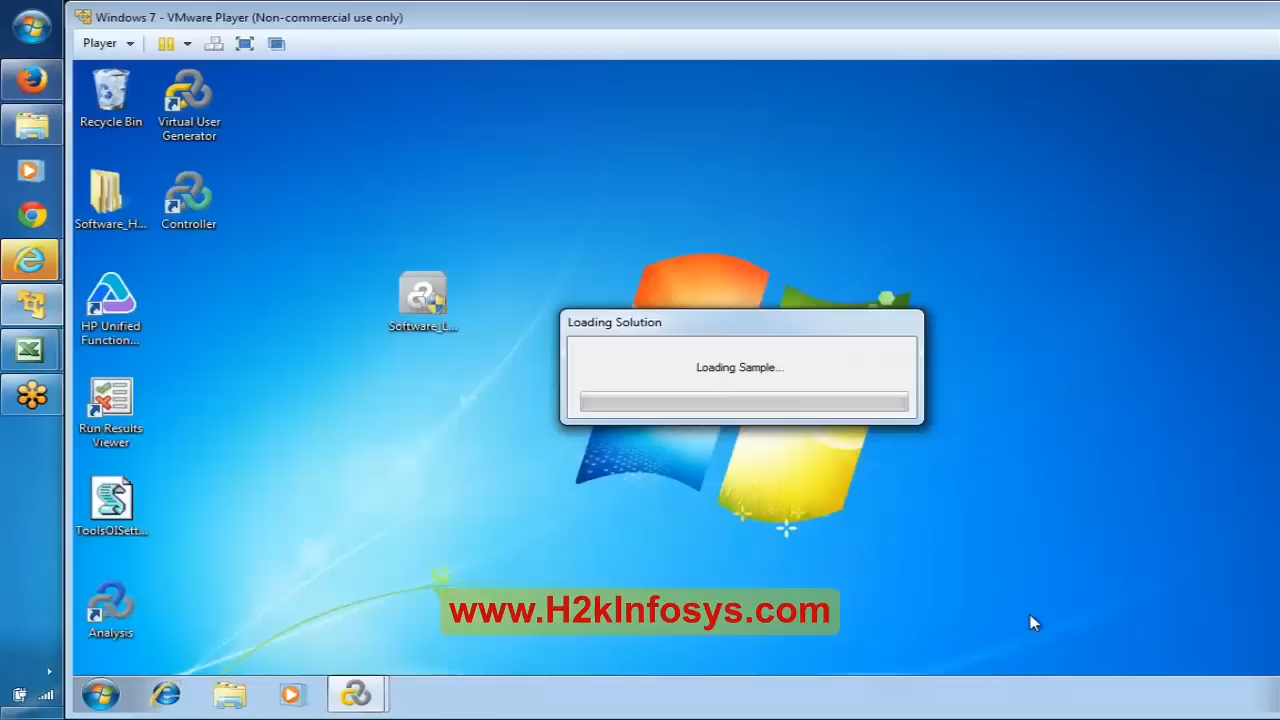 Windows 7 - VMware Player (Non-commercial use only)
Player
Recycle Bin
Virtual User
Generator
Software_H...
Controller
HP Unified
Function...
Software_L...
Loading Solution
Loading Sample...
Run Results
Viewer
ToolsOISett...
Analysis
www.H2kInfosys.com